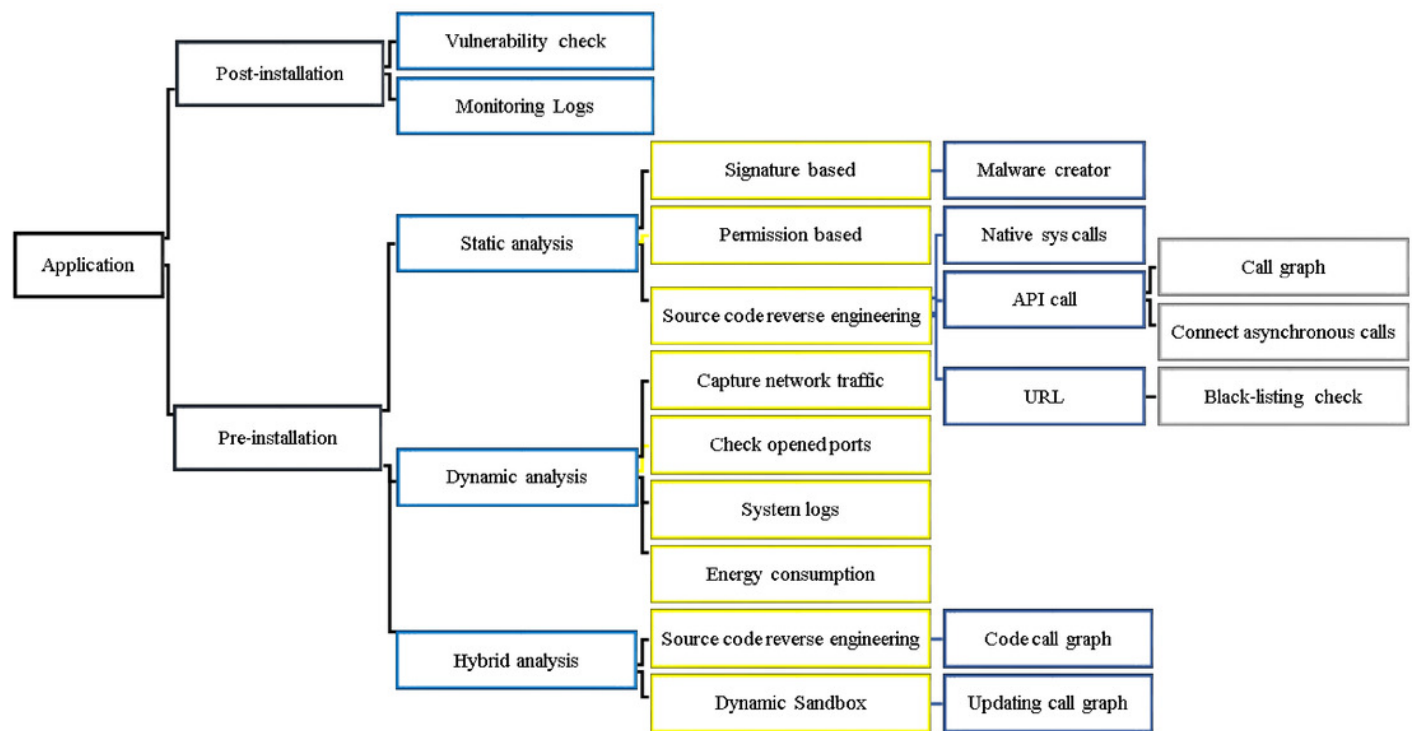 Vulnerability check
Post-installation
Monitoring Logs
Signature based
Malware creator
Static analysis
Permission based
Native sys calls
Application
Call graph
Source code reverse engineering
API call
Connect asynchronous calls
Capture network traffic
URL
Black-listing check
Pre-installation
Check opened ports
Dynamic analysis
System logs
Energy consumption
Source code reverse engineering
Code call graph
Hybrid analysis
Dynamic Sandbox
Updating call graph